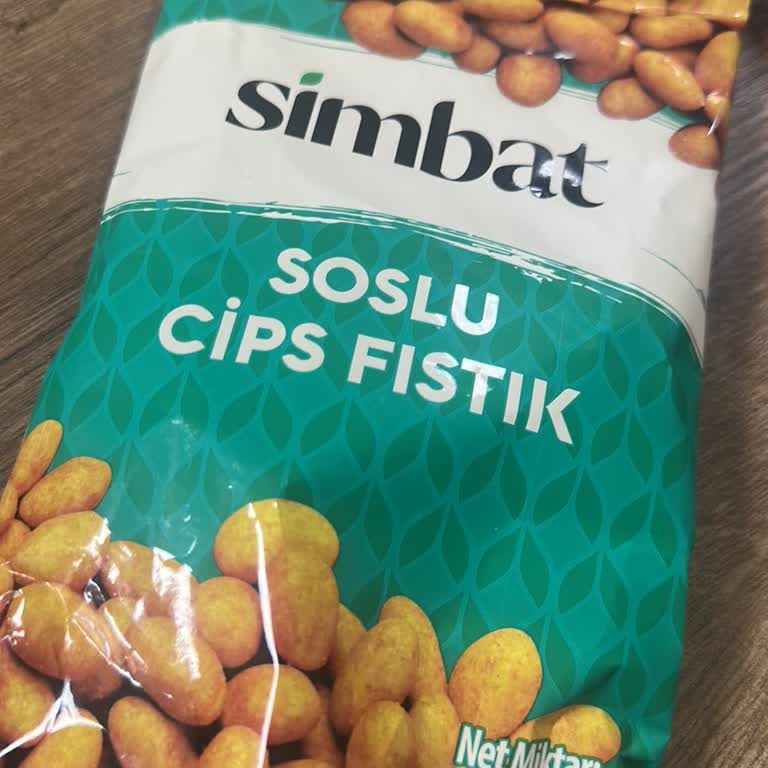 simbat
SOSLU
CİPS FISTIK
Net Miktar: